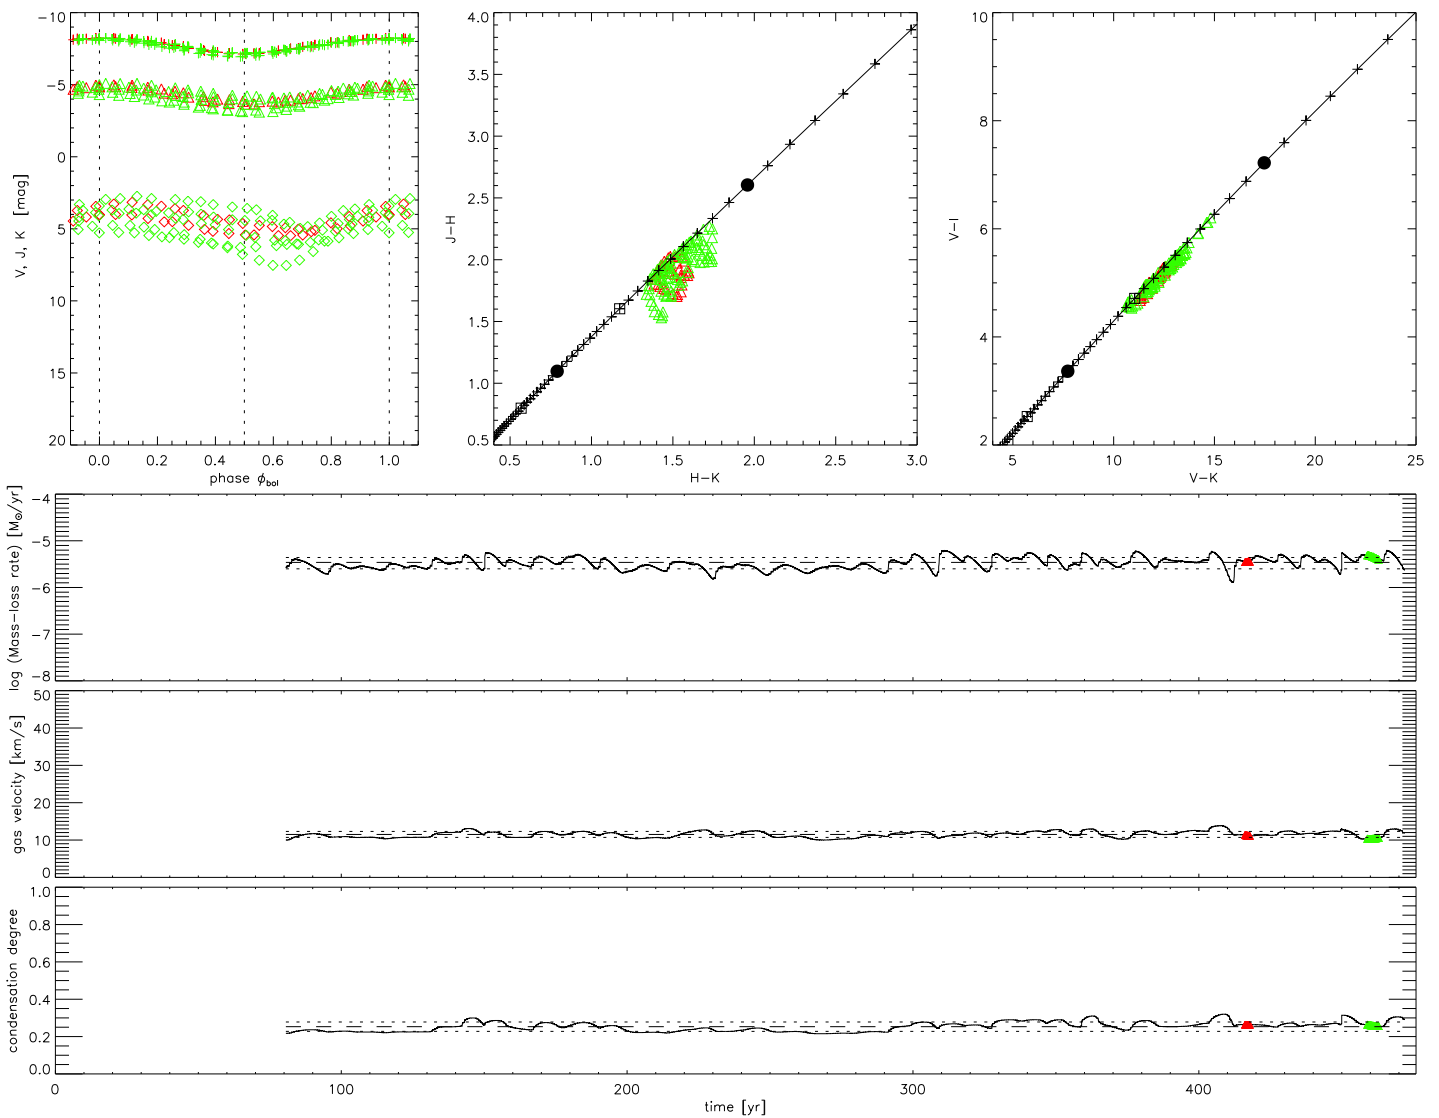 −10
−5
0
5
10
15
20
V, J, K [mag]
0.0 0.2 0.4 0.6 0.8 1.0
phase ϕbol
4.0
3.5
3.0
2.5
2.0
1.5
1.0
0.5
J−H
0.5 1.0 1.5 2.0 2.5 3.0
H−K
10
8
6
4
2
V−I
5 10 15 20 25
V−K
−4
−5
−6
−7
−8
log (Mass−loss rate) [M⊙/yr]
50
40
30
20
10
0
gas velocity [km/s]
1.0
0.8
0.6
0.4
0.2
0.0
condensation degree
0 100 200 300 400
time [yr]